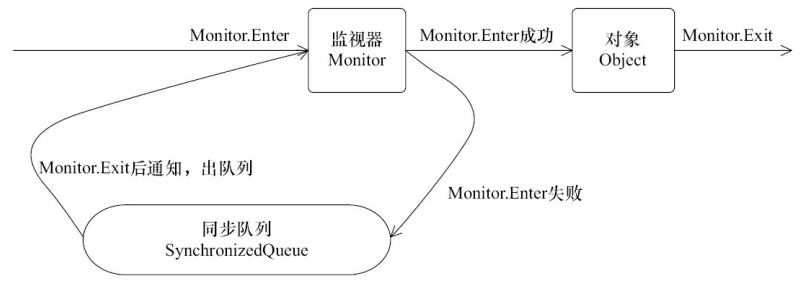 Monitor.Enter
监视器
Monitor
Monitor.Enter成功
对象
Object
Monitor.Exit
Monitor.Exit后通知，出队列
Monitor.Enter失败
同步队列
SynchronizedQueue